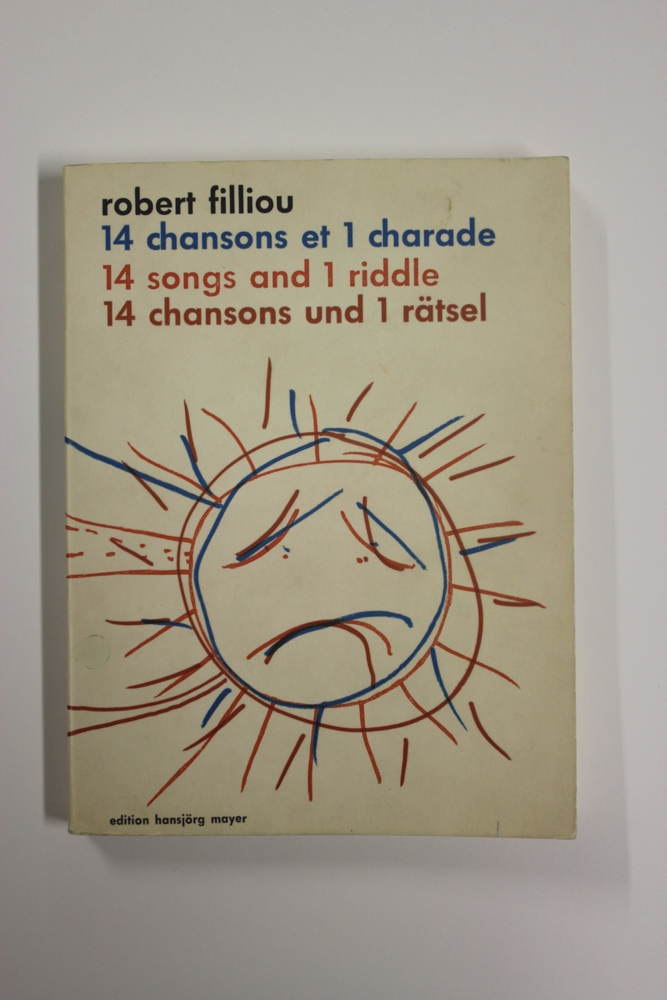 robert filliou
14 chansons et 1 charade
14 songs and 1 riddle
14 chansons und 1 rätsel
edition hansjörg mayer